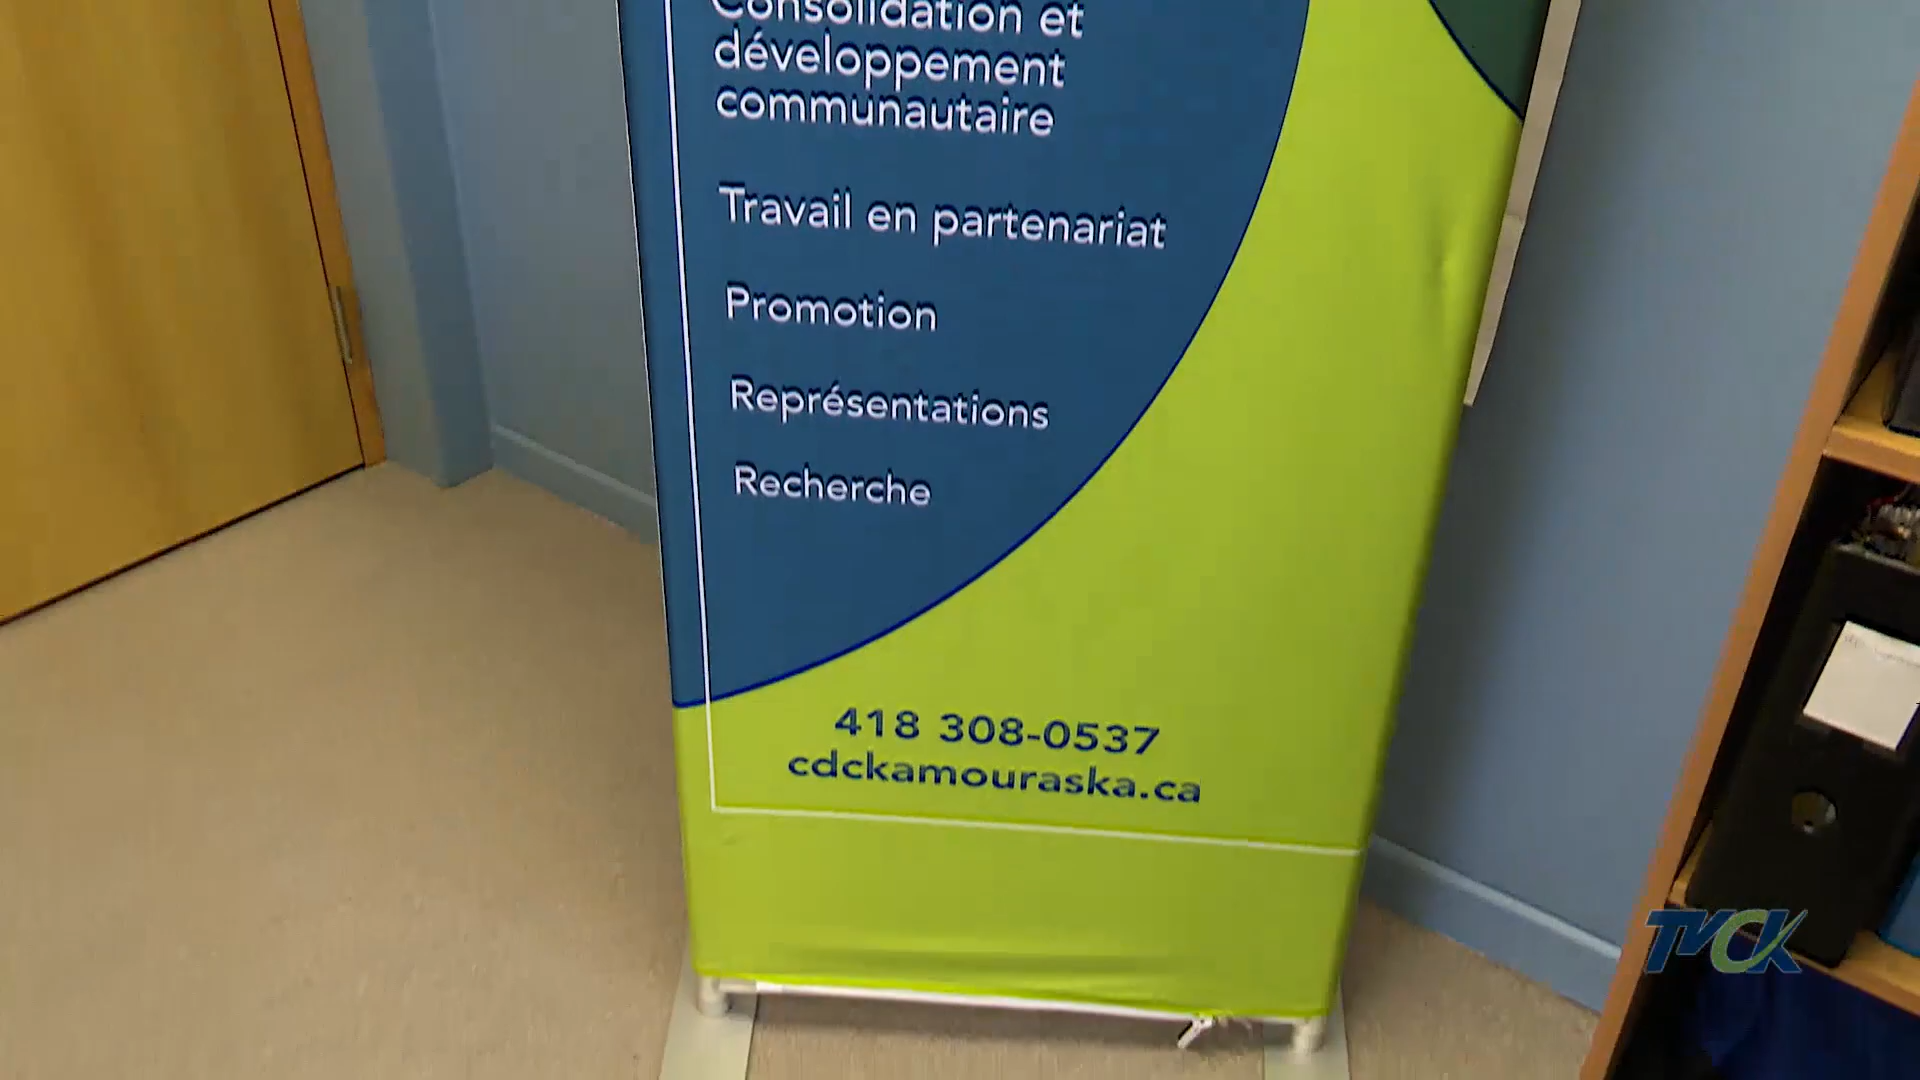 Consolidation et
développement
communautaire
Travail en partenariat
Promotion
Représentations
Recherche
418 308-0537
cdckamouraska.ca
TVCK